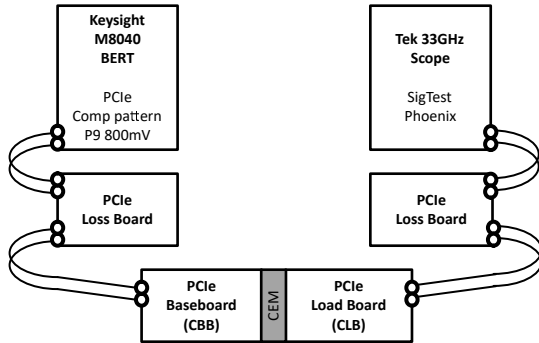 Keysight
M8040
BERT
PCIe
Comp pattern
P9 800mV
Tek 33GHz
Scope
SigTest
Phoenix
PCIe
Loss Board
PCIe
Loss Board
PCIe
Baseboard
(CBB)
CEM
PCIe
Load Board
(CLB)